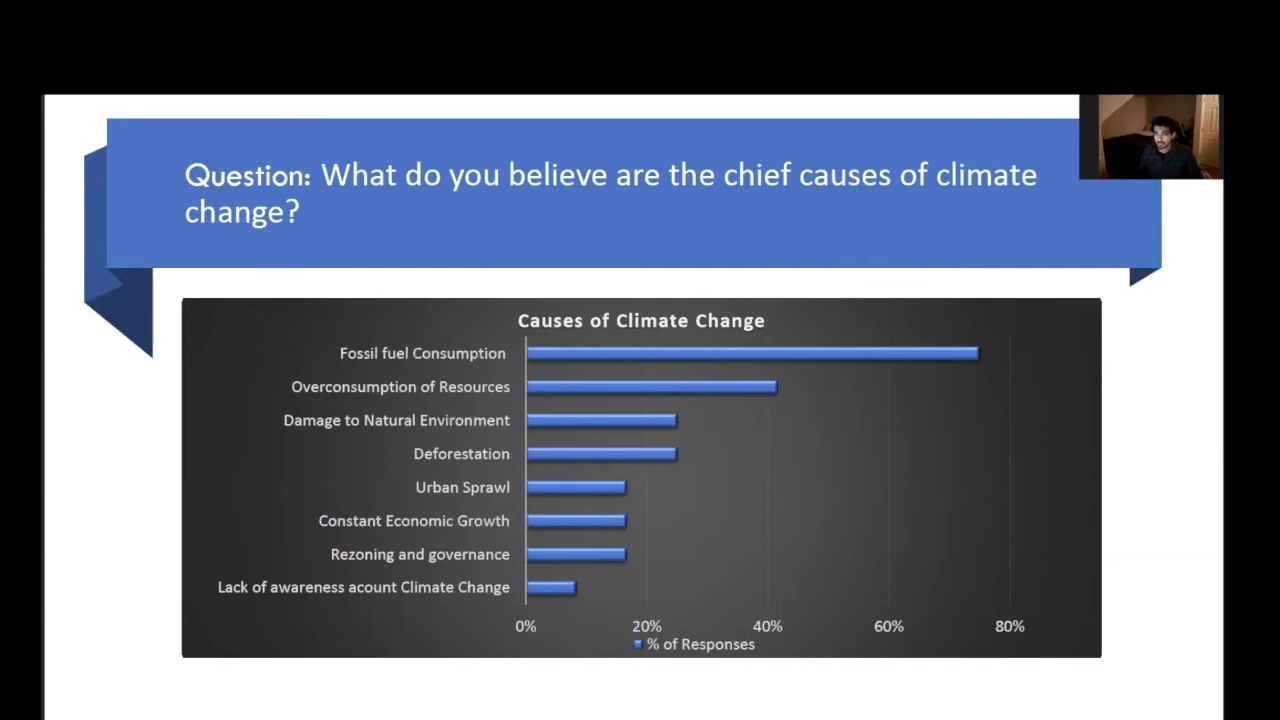 Question: What do you believe are the chief causes of climate
change?
Causes of Climate Change
Fossil fuel Consumption
Overconsumption of Resources
Damage to Natural Environment
Deforestation
Urban Sprawl
Constant Economic Growth
Rezoning and governance
Lack of awareness acount Climate Change
0% 20% 40% 60% 80%
% of Responses